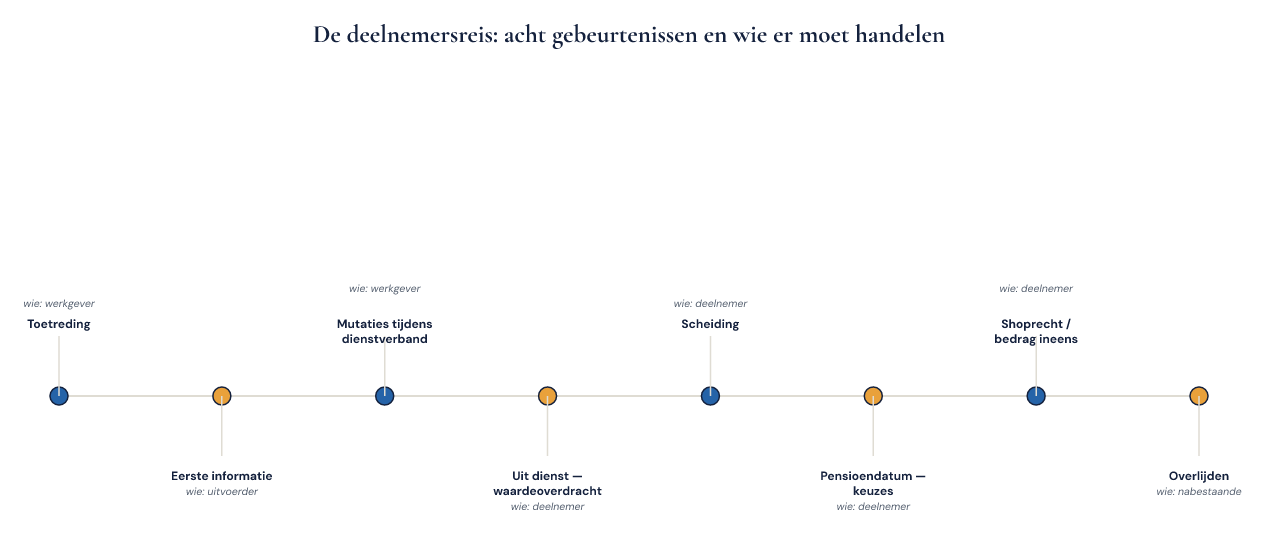 De deelnemersreis: acht gebeurtenissen en wie er moet handelen
wie: werkgever
Toetreding
Eerste informatie
wie: uitvoerder
wie: werkgever
Mutaties tijdens
dienstverband
Uit dienst —
waardeoverdracht
wie: deelnemer
wie: deelnemer
Scheiding
Pensioendatum —
keuzes
wie: deelnemer
wie: deelnemer
Shoprecht /
bedrag ineens
Overlijden
wie: nabestaande